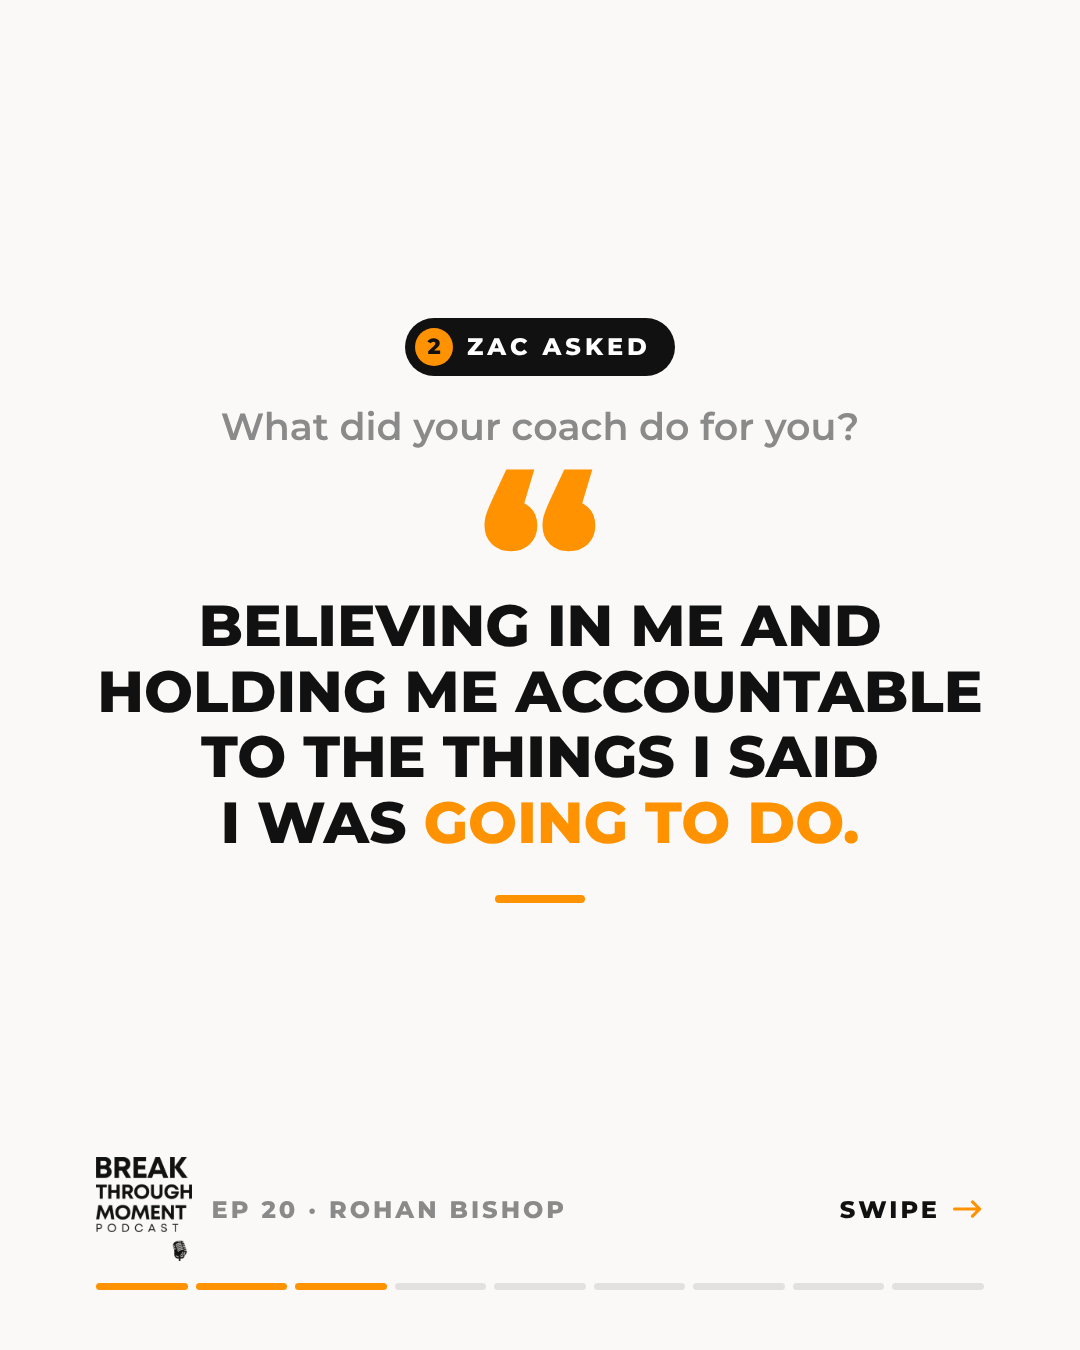 2 ZAC ASKED
What did your coach do for you?
“
BELIEVING IN ME AND
HOLDING ME ACCOUNTABLE
TO THE THINGS I SAID
I WAS GOING TO DO.
BREAK
THROUGH
MOMENT
PODCAST
EP 20 · ROHAN BISHOP
SWIPE →